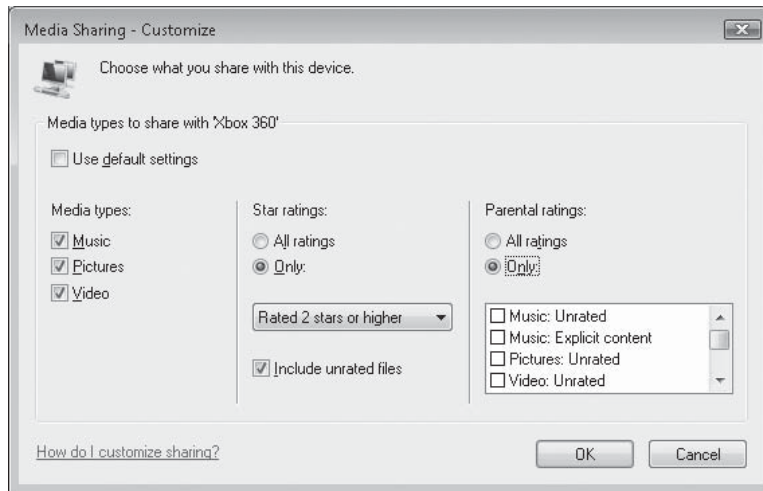 Media Sharing - Customize
Choose what you share with this device.
Media types to share with 'Xbox 360'
Use default settings
Media types:
Music
Pictures
Video
Star ratings:
All ratings
Only:
Rated 2 stars or higher
Include unrated files
Parental ratings:
All ratings
Only:
Music: Unrated
Music: Explicit content
Pictures: Unrated
Video: Unrated
How do I customize sharing?
OK
Cancel